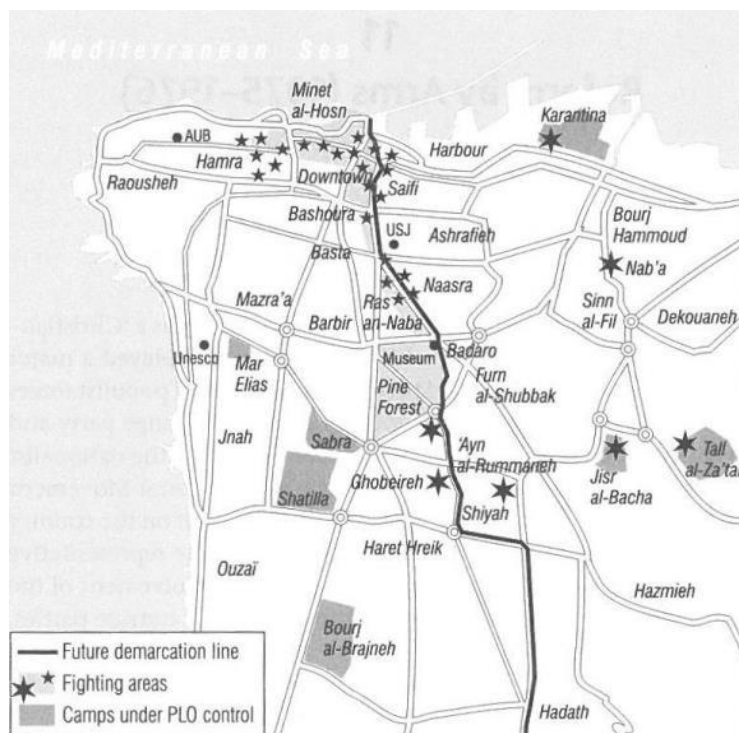 Mediterranean Sea
Minet
al-Hosn
Karantina
AUB
Harbour
Hamra
Downtown
Raousheh
Saifi
Bourj
Hammoud
Bashoura
USJ
Ashrafieh
Basta
Nab'a
Naasra
Mazra'a
Ras
an-Naba
Sinn
al-Fil
Dekouaneh
Barbir
Unesco
Museum
Badaro
Mar
Elias
Pine
Forest
Furn
al-Shubbak
Jnah
Sabra
'Ayn
al-Rummaneh
Tall
al-Za'tar
Jisr
al-Bacha
Ghobeireh
Shatilla
Shiyah
Haret Hreik
Ouzaï
Hazmieh
Bourj
al-Brajneh
Hadath
Future demarcation line
Fighting areas
Camps under PLO control